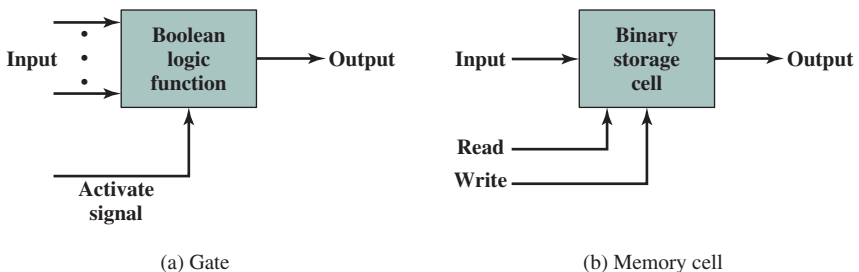 Input
Boolean
logic
function
Output
Activate
signal
(a) Gate
Input
Binary
storage
cell
Output
Read
Write
(b) Memory cell